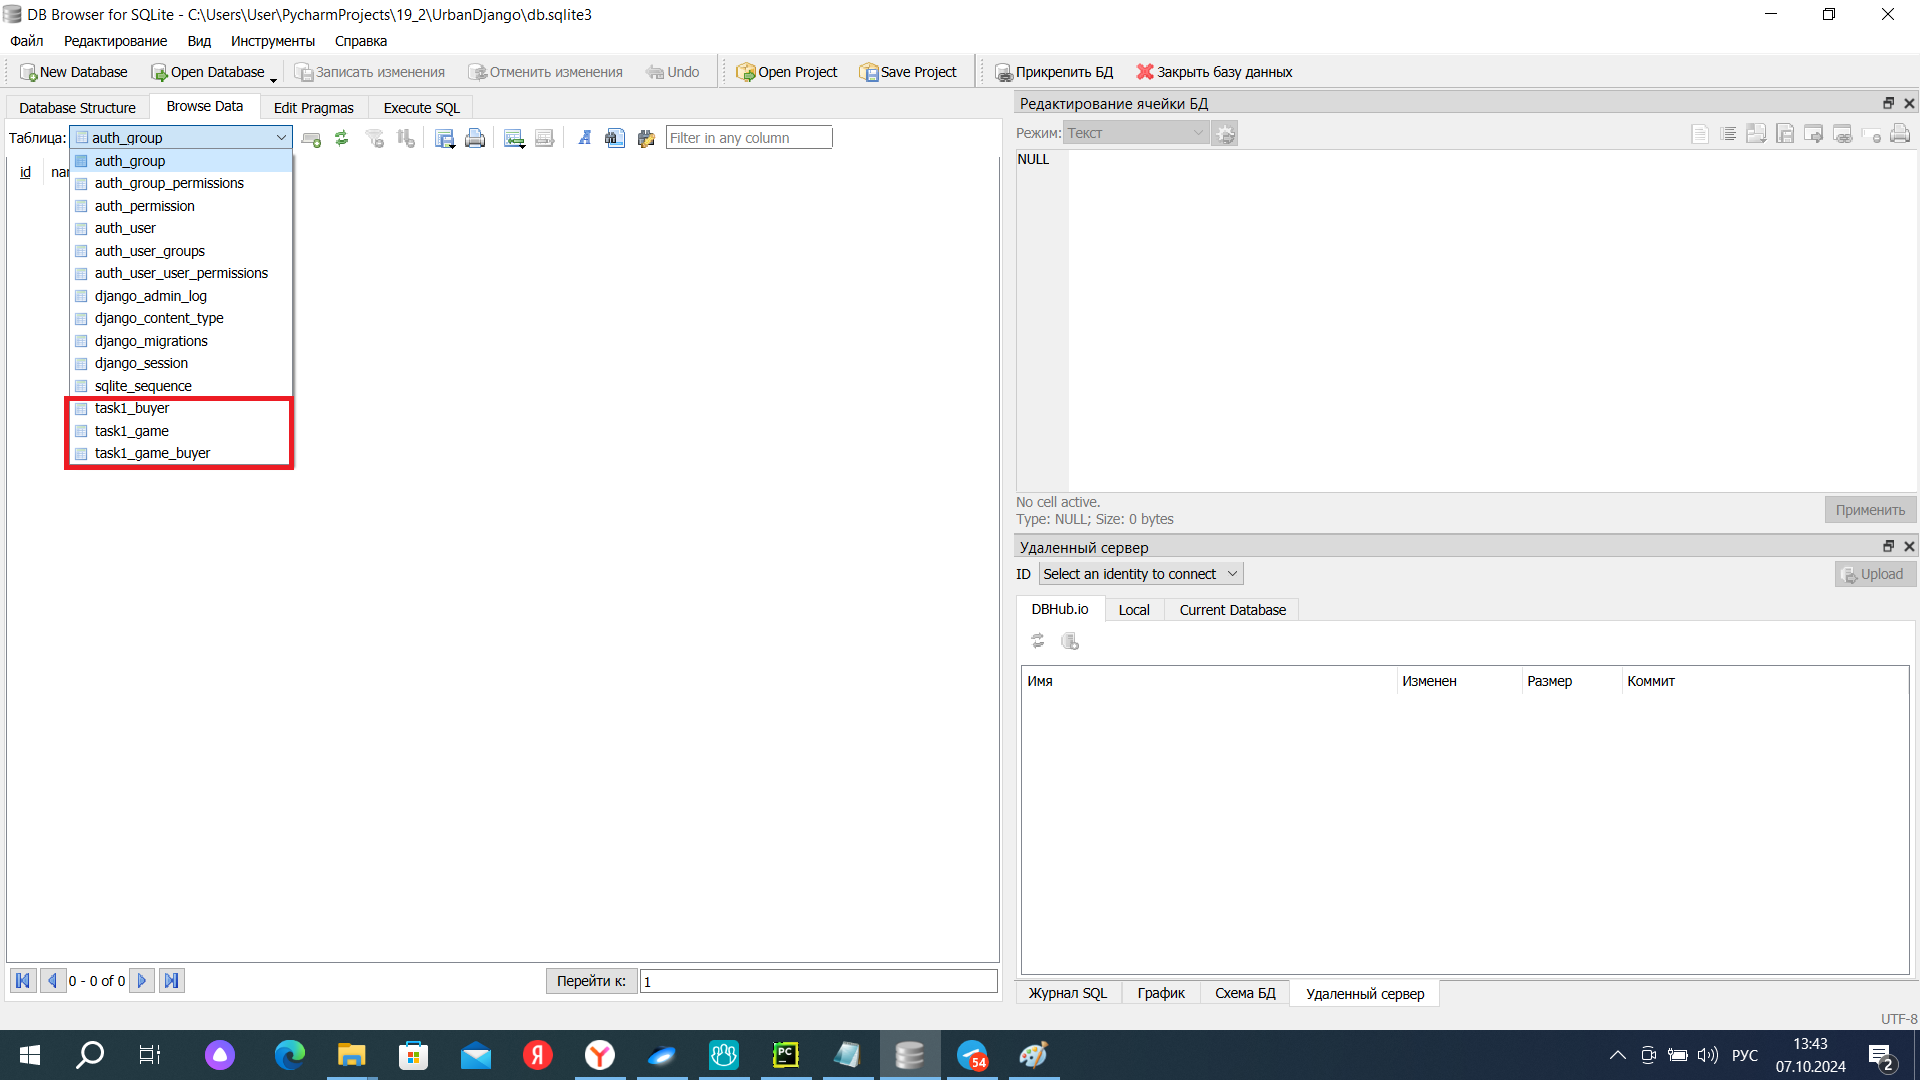 DB Browser for SQLite - C:\Users\User\PycharmProjects\19_2\UrbanDjango\db.sqlite3
Файл Редактирование Вид Инструменты Справка
New Database Open Database Записать изменения Отменить изменения Undo Open Project Save Project Прикрепить БД Закрыть базу данных
Database Structure Browse Data Edit Pragmas Execute SQL
Таблица: auth_group Filter in any column
id
auth_group
auth_group_permissions
auth_permission
auth_user
auth_user_groups
auth_user_user_permissions
django_admin_log
django_content_type
django_migrations
django_session
sqlite_sequence
task1_buyer
task1_game
task1_game_buyer
0 - 0 of 0 Перейти к: 1
Редактирование ячейки БД
Режим: Текст
NULL
No cell active.
Type: NULL; Size: 0 bytes
Применить
Удаленный сервер
ID Select an identity to connect Upload
DBHub.io Local Current Database
Имя Изменен Размер Коммит
Журнал SQL График Схема БД Удаленный сервер
UTF-8
Я
PC
54
РУС
13:43
07.10.2024
2